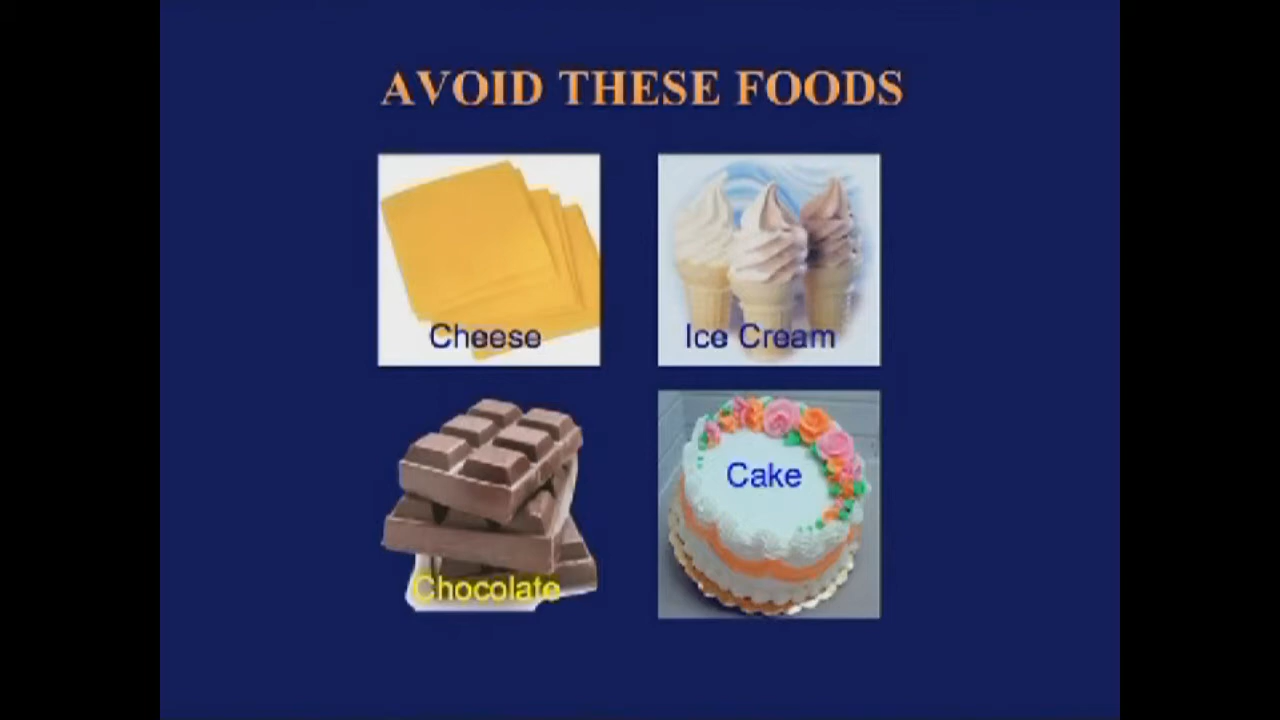 AVOID THESE FOODS
Cheese
Ice Cream
Chocolate
Cake